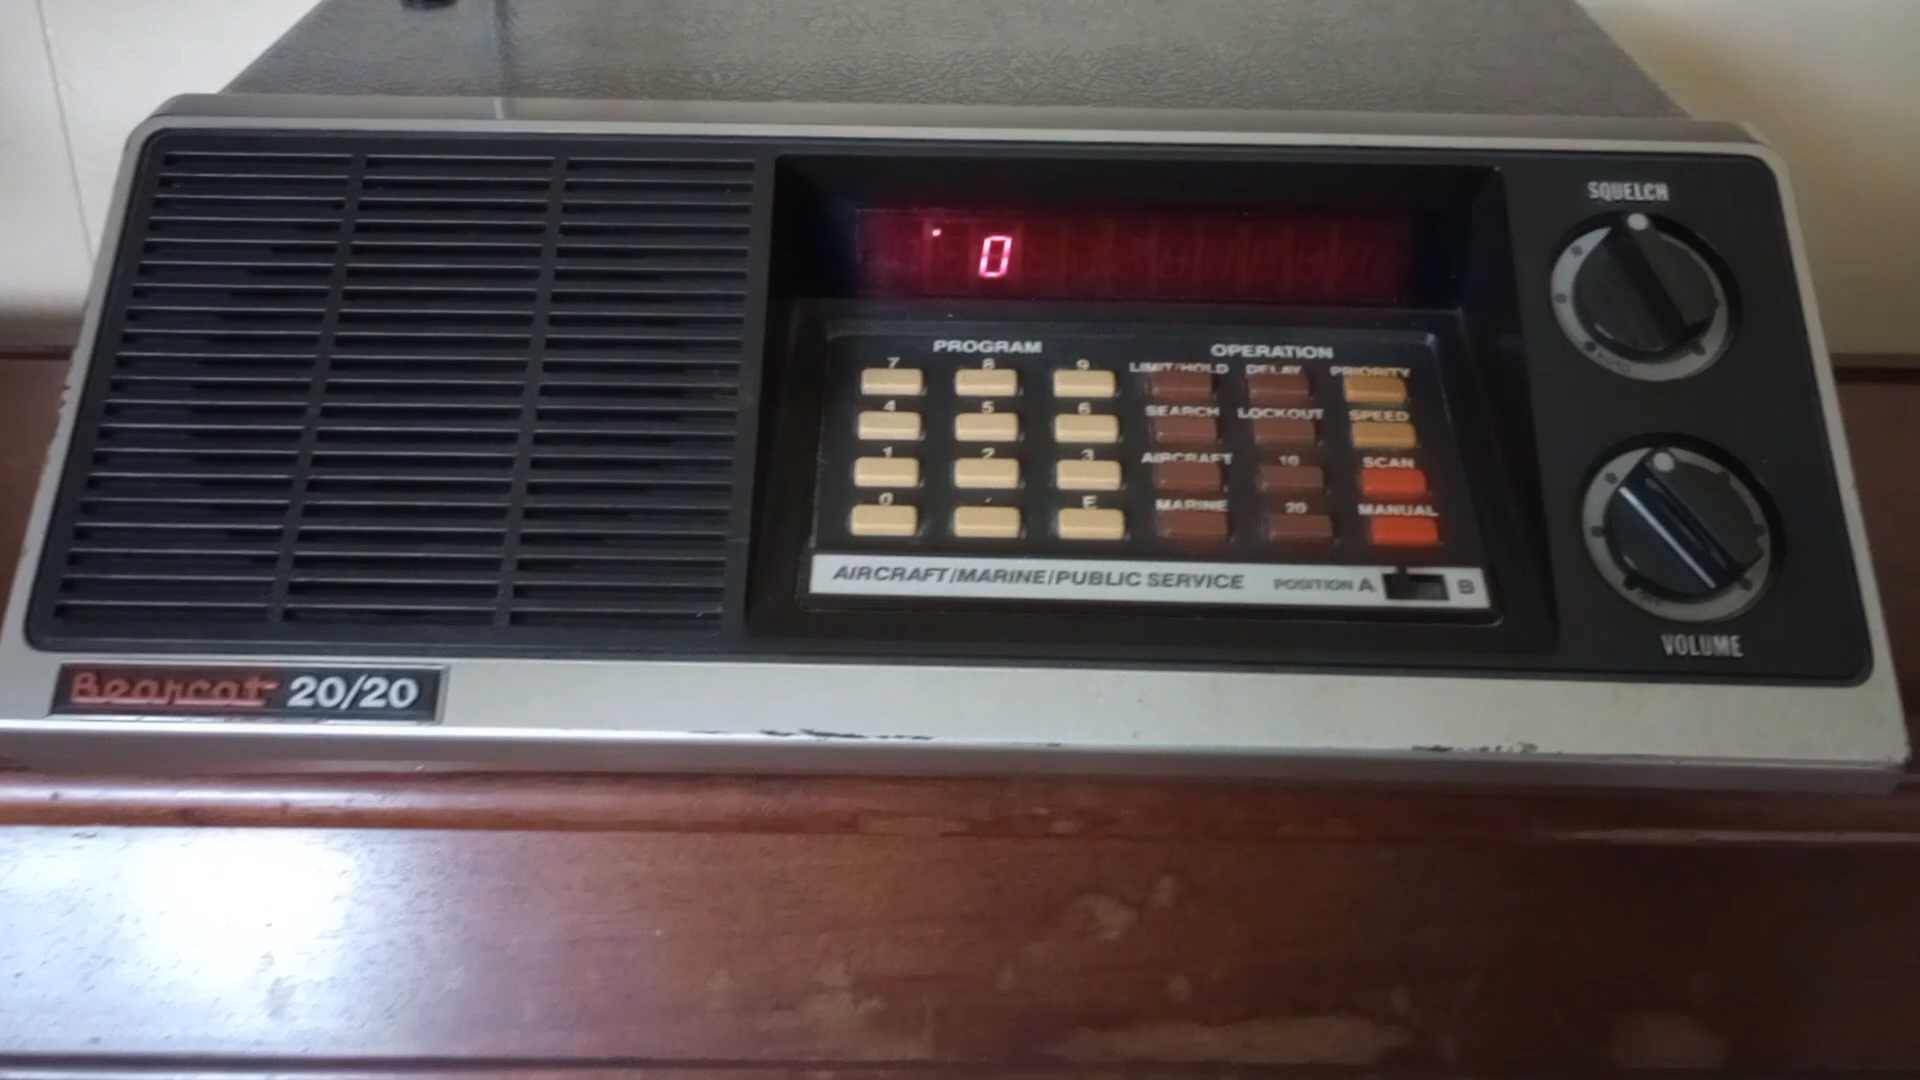 SQUELCH
0
PROGRAM OPERATION
7 8 9 LIMIT/HOLD DELAY PRIORITY
4 5 6 SEARCH LOCKOUT SPEED
1 2 3 AIRCRAFT 10 SCAN
0 . E MARINE 20 MANUAL
AIRCRAFT/MARINE/PUBLIC SERVICE POSITION A B
VOLUME
Bearcat 20/20